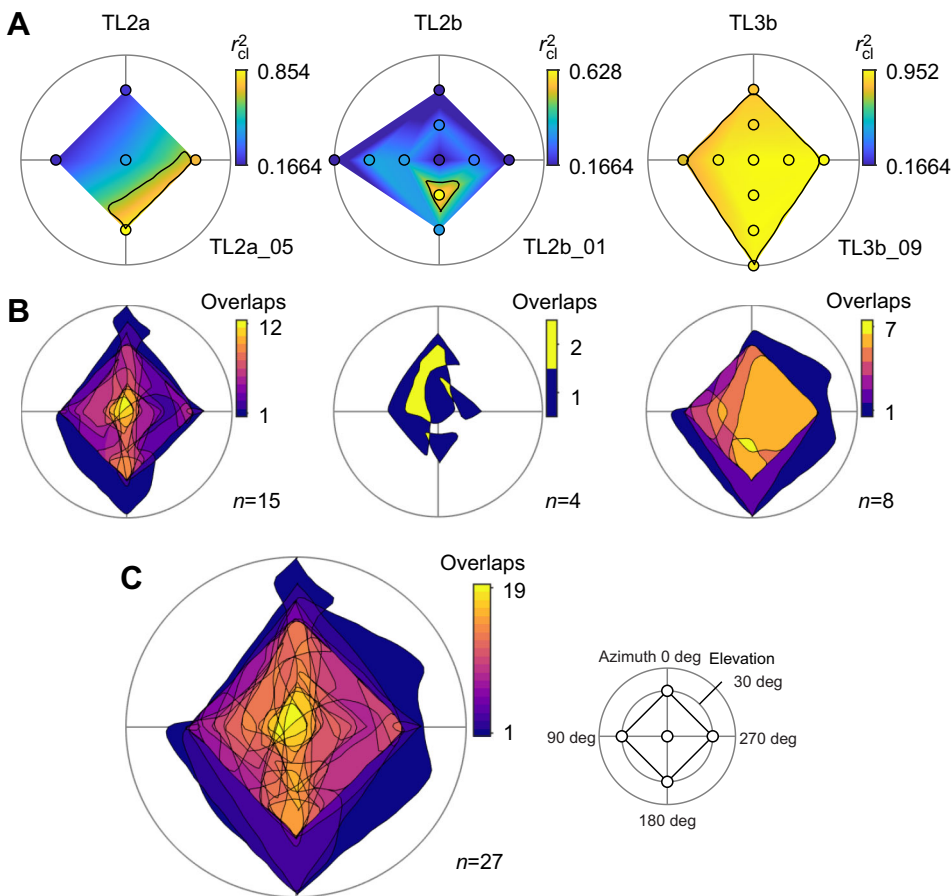 A
TL2a
TL2b
TL3b
r²cl
0.854
0.1664
r²cl
0.628
0.1664
r²cl
0.952
0.1664
TL2a_05
TL2b_01
TL3b_09
B
Overlaps
12
1
n=15
Overlaps
2
1
n=4
Overlaps
7
1
n=8
C
Overlaps
19
1
n=27
Azimuth 0 deg
Elevation
30 deg
90 deg
270 deg
180 deg